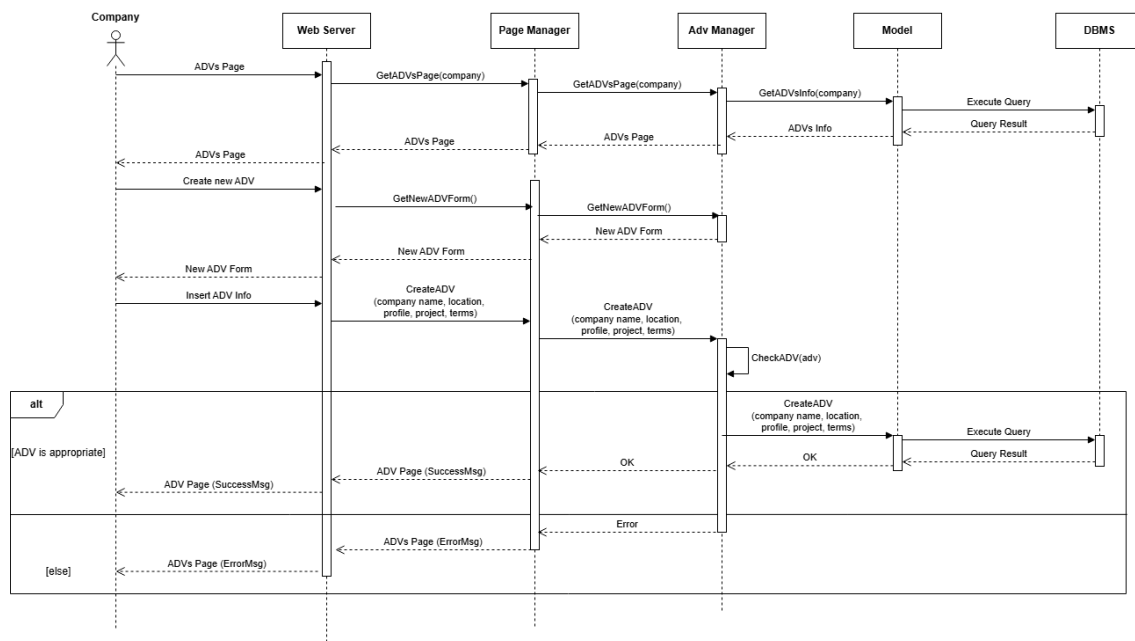 Company
Web Server
Page Manager
Adv Manager
Model
DBMS
ADVs Page
GetADVsPage(company)
GetADVsPage(company)
GetADVsInfo(company)
Execute Query
Query Result
ADVs Info
ADVs Page
ADVs Page
ADVs Page
Create new ADV
GetNewADVForm()
GetNewADVForm()
New ADV Form
New ADV Form
New ADV Form
Insert ADV Info
CreateADV
(company name, location,
profile, project, terms)
CreateADV
(company name, location,
profile, project, terms)
CheckADV(adv)
alt
[ADV is appropriate]
CreateADV
(company name, location,
profile, project, terms)
Execute Query
Query Result
OK
OK
ADV Page (SuccessMsg)
ADV Page (SuccessMsg)
Error
ADVs Page (ErrorMsg)
[else]
ADVs Page (ErrorMsg)